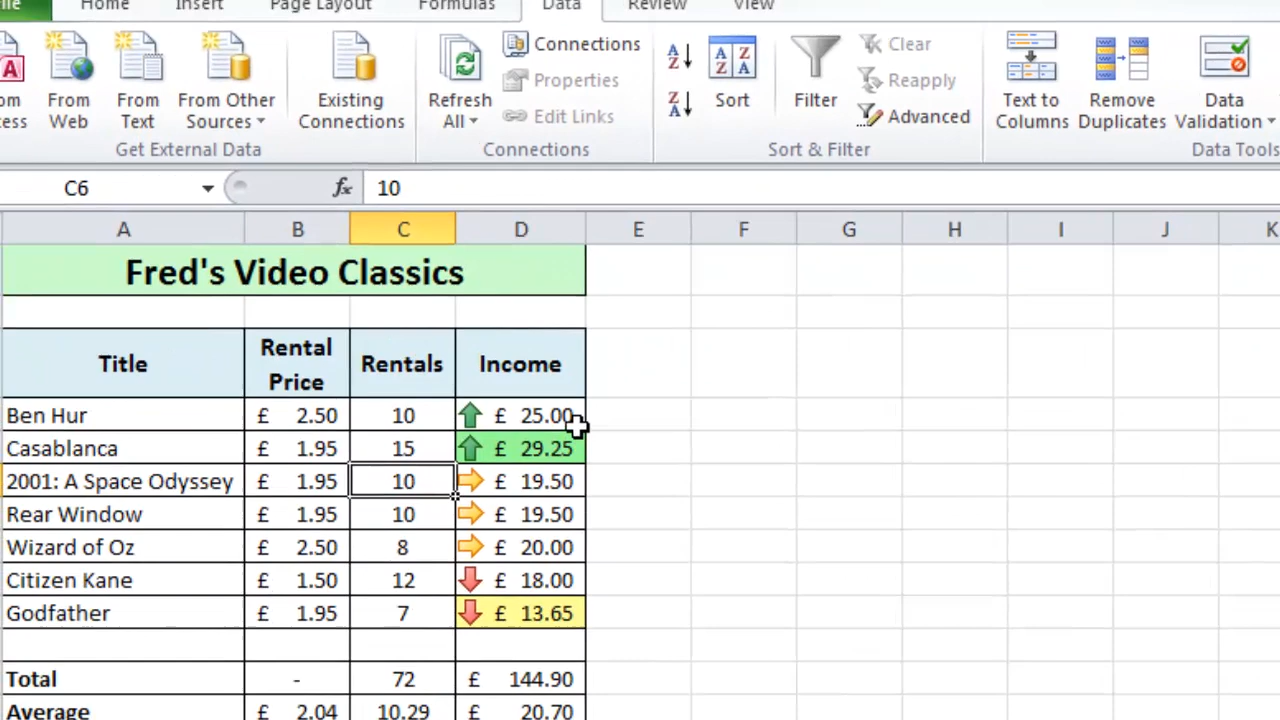 File Home Insert Page Layout Formulas Data Review View
From Other Existing Refresh Sort Filter Text to Remove Data
From Web From Text Sources Connections All Columns Duplicates Validation
Connections
Properties
Edit Links
Clear
Reapply
Advanced
Get External Data Connections Sort & Filter Data Tools
C6 fx 10
A B C D E F G H I J K
Fred's Video Classics
Title Rental Price Rentals Income
Ben Hur £ 2.50 10 £ 25.00
Casablanca £ 1.95 15 £ 29.25
2001: A Space Odyssey £ 1.95 10 £ 19.50
Rear Window £ 1.95 10 £ 19.50
Wizard of Oz £ 2.50 8 £ 20.00
Citizen Kane £ 1.50 12 £ 18.00
Godfather £ 1.95 7 £ 13.65
Total - 72 £ 144.90
Average £ 2.04 10.29 £ 20.70